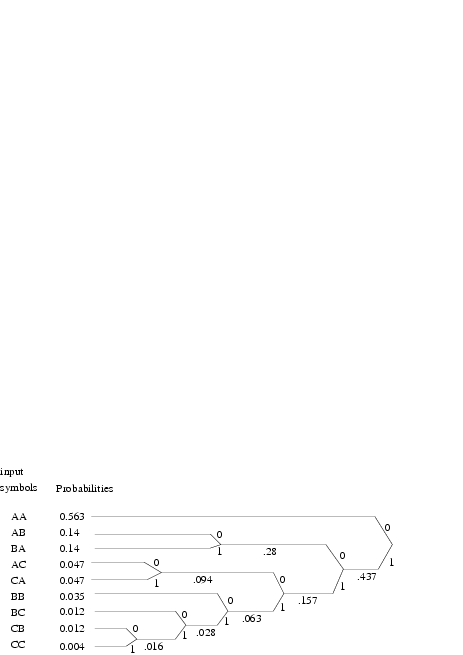 input
symbols Probabilities
AA 0.563
0
AB 0.14 0
BA 0.14 1 .28 0 1
AC 0.047 0 .437
CA 0.047 1 .094 0 1
BB 0.035 0 .157
BC 0.012 1 .063 1
CB 0.012 0 1 .028
CC 0.004 1 .016